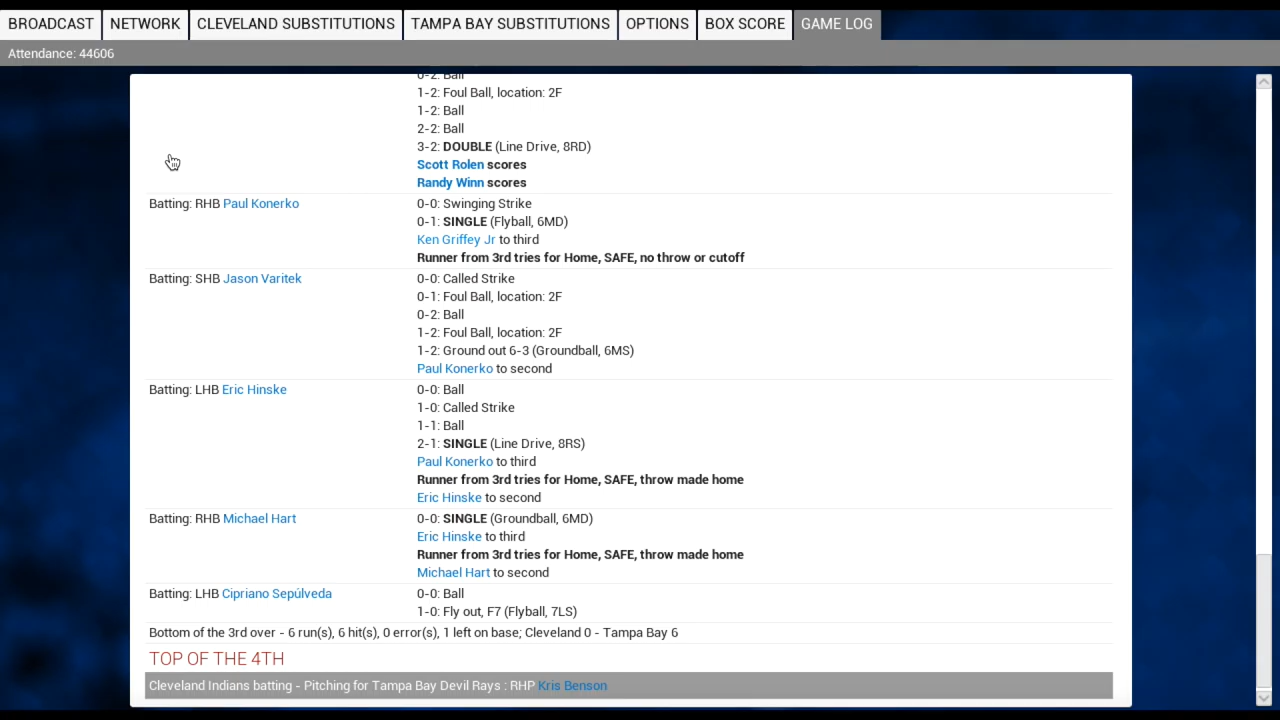 BROADCAST NETWORK CLEVELAND SUBSTITUTIONS TAMPA BAY SUBSTITUTIONS OPTIONS BOX SCORE GAME LOG
Attendance: 44606
0-2: Ball
1-2: Foul Ball, location: 2F
1-2: Ball
2-2: Ball
3-2: DOUBLE (Line Drive, 8RD)
Scott Rolen scores
Randy Winn scores
Batting: RHB Paul Konerko 0-0: Swinging Strike
0-1: SINGLE (Flyball, 6MD)
Ken Griffey Jr to third
Runner from 3rd tries for Home, SAFE, no throw or cutoff
Batting: SHB Jason Varitek 0-0: Called Strike
0-1: Foul Ball, location: 2F
0-2: Ball
1-2: Foul Ball, location: 2F
1-2: Ground out 6-3 (Groundball, 6MS)
Paul Konerko to second
Batting: LHB Eric Hinske 0-0: Ball
1-0: Called Strike
1-1: Ball
2-1: SINGLE (Line Drive, 8RS)
Paul Konerko to third
Runner from 3rd tries for Home, SAFE, throw made home
Eric Hinske to second
Batting: RHB Michael Hart 0-0: SINGLE (Groundball, 6MD)
Eric Hinske to third
Runner from 3rd tries for Home, SAFE, throw made home
Michael Hart to second
Batting: LHB Cipriano Sepúlveda 0-0: Ball
1-0: Fly out, F7 (Flyball, 7LS)
Bottom of the 3rd over - 6 run(s), 6 hit(s), 0 error(s), 1 left on base; Cleveland 0 - Tampa Bay 6
TOP OF THE 4TH
Cleveland Indians batting - Pitching for Tampa Bay Devil Rays : RHP Kris Benson